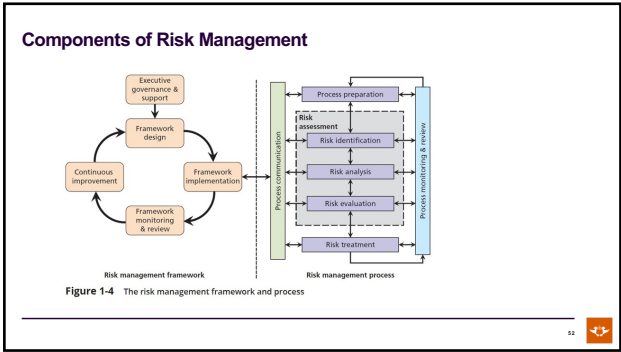 Components of Risk Management
Executive
governance &
support
Framework
design
Continuous
improvement
Framework
implementation
Framework
monitoring
& review
Risk management framework
Process communication
Process preparation
Risk
assessment
Risk identification
Risk analysis
Risk evaluation
Risk treatment
Process monitoring & review
Risk management process
Figure 1-4 The risk management framework and process
52